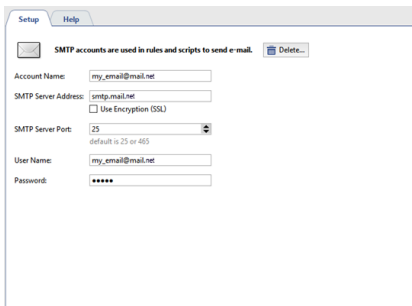 Setup Help
SMTP accounts are used in rules and scripts to send e-mail. Delete...
Account Name: my_email@mail.net
SMTP Server Address: smtp.mail.net
Use Encryption (SSL)
SMTP Server Port: 25
default is 25 or 465
User Name: my_email@mail.net
Password: •••••